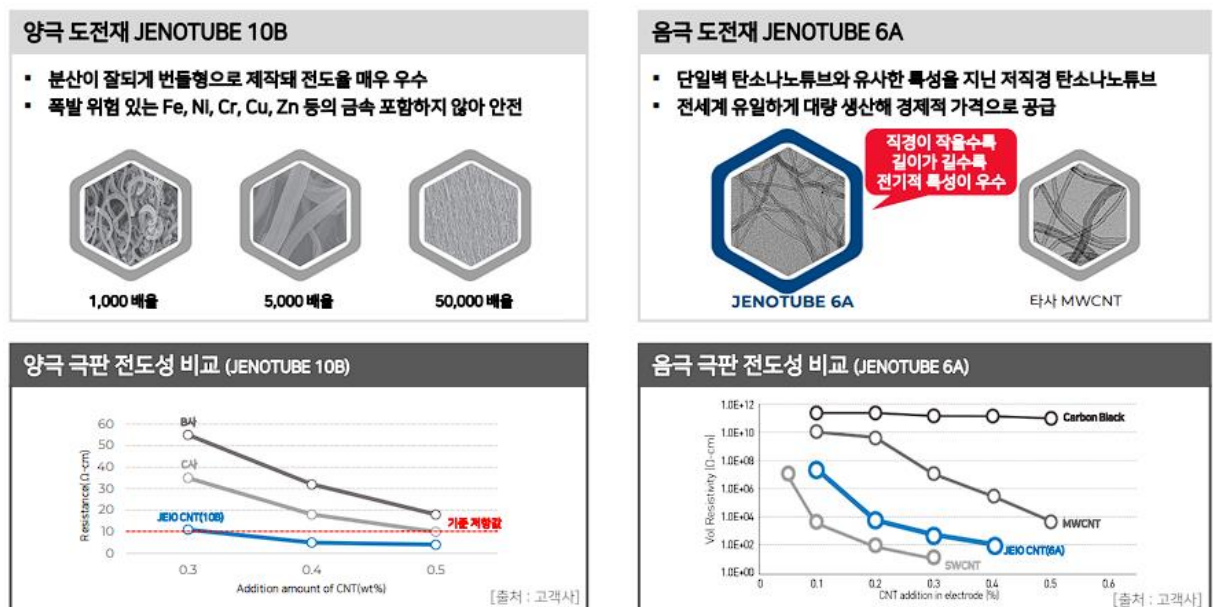 양극 도전재 JENOTUBE 10B
▪ 분산이 잘되게 번들형으로 제작돼 전도율 매우 우수
▪ 폭발 위험 있는 Fe, Ni, Cr, Cu, Zn 등의 금속 포함하지 않아 안전
1,000 배율
5,000 배율
50,000 배율
음극 도전재 JENOTUBE 6A
▪ 단일벽 탄소나노튜브와 유사한 특성을 지닌 저직경 탄소나노튜브
▪ 전세계 유일하게 대량 생산해 경제적 가격으로 공급
직경이 작을수록
길이가 길수록
전기적 특성이 우수
JENOTUBE 6A
타사 MWCNT
양극 극판 전도성 비교 (JENOTUBE 10B)
Resistance(Ω-cm)
60
50
40
30
20
10
0
B사
C사
JEIO CNT(10B)
기준 저항값
0.3
0.4
0.5
Addition amount of CNT(wt%)
[출처 : 고객사]
음극 극판 전도성 비교 (JENOTUBE 6A)
Vol Resistivity [Ω-cm]
1.0E+12
1.0E+10
1.0E+08
1.0E+06
1.0E+04
1.0E+02
1.0E+00
Carbon Black
MWCNT
JEIO CNT(6A)
SWCNT
0
0.1
0.2
0.3
0.4
0.5
0.6
CNT addition in electrode [%]
[출처 : 고객사]